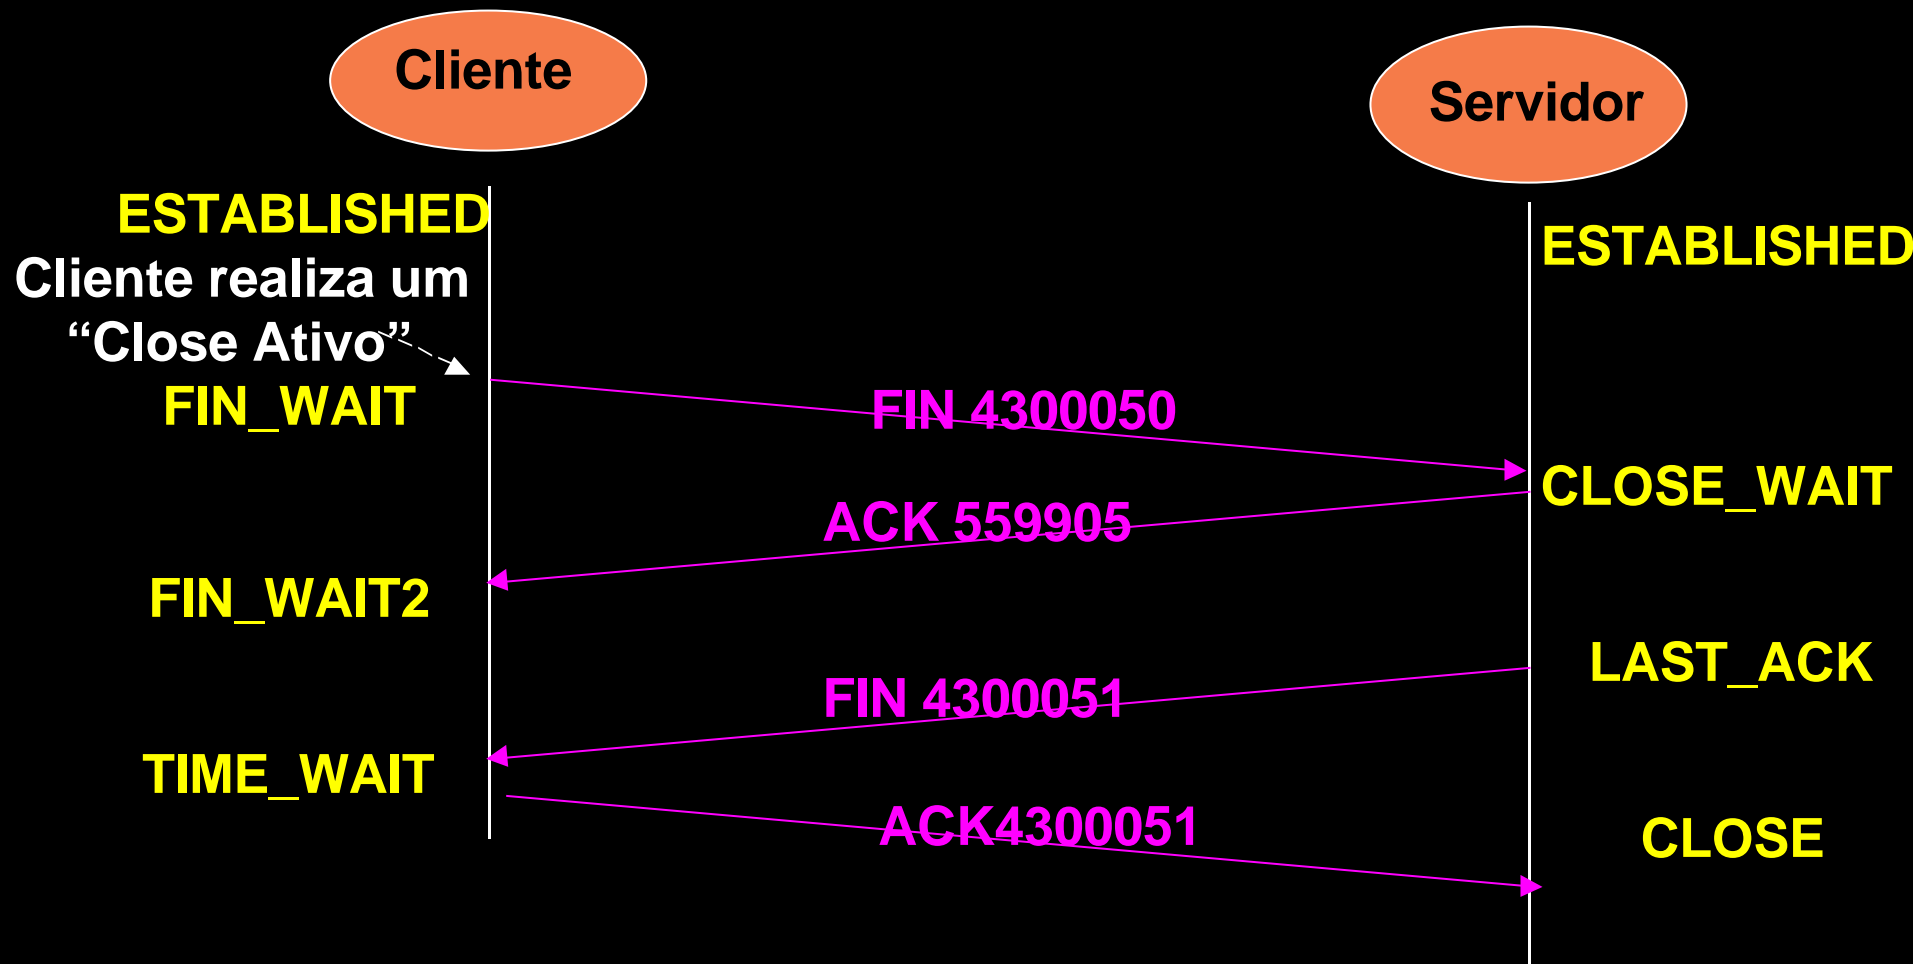 Cliente
Servidor
ESTABLISHED
ESTABLISHED
Cliente realiza um
“Close Ativo”
FIN_WAIT
FIN 4300050
CLOSE_WAIT
ACK 559905
FIN_WAIT2
LAST_ACK
FIN 4300051
TIME_WAIT
ACK4300051
CLOSE